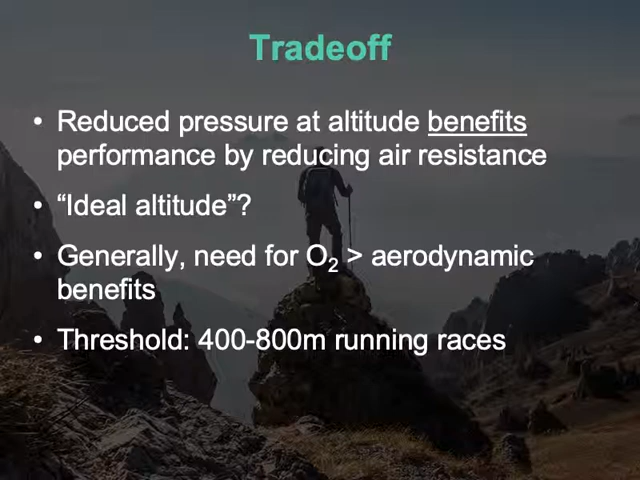 Tradeoff
• Reduced pressure at altitude benefits
performance by reducing air resistance
• “Ideal altitude”?
• Generally, need for O₂ > aerodynamic
benefits
• Threshold: 400-800m running races